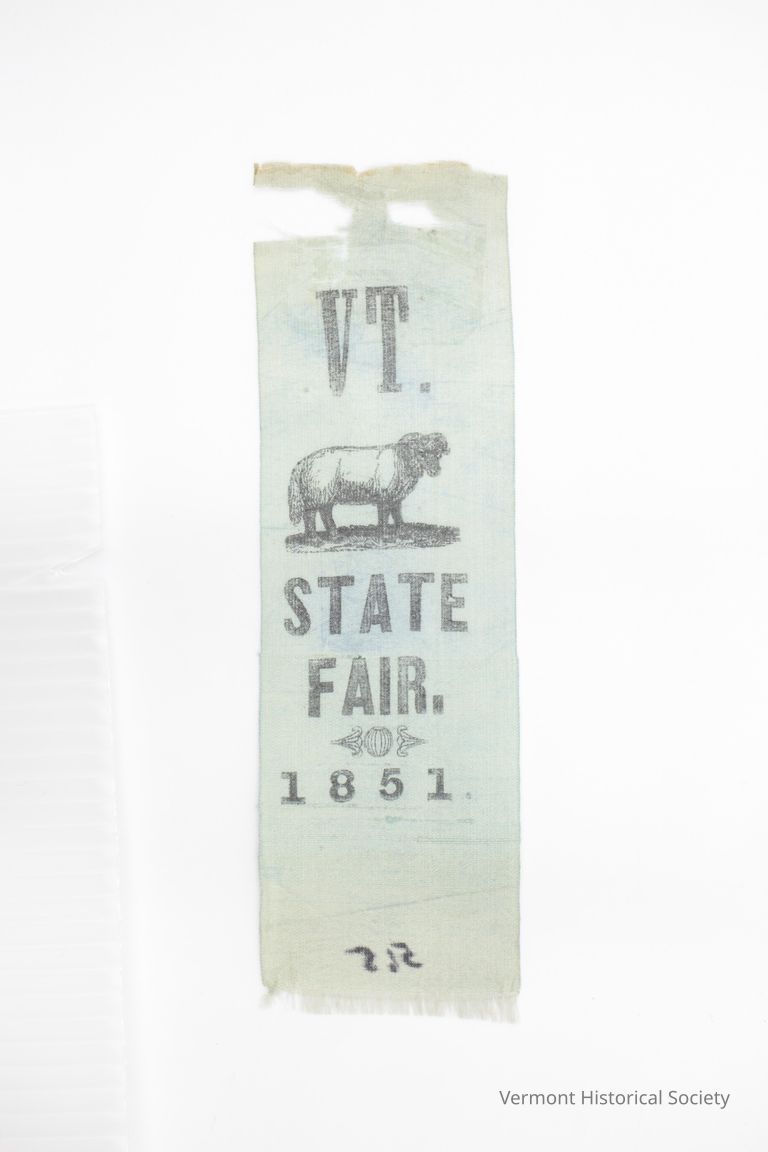 VT.
STATE
FAIR.
1851.
Vermont Historical Society